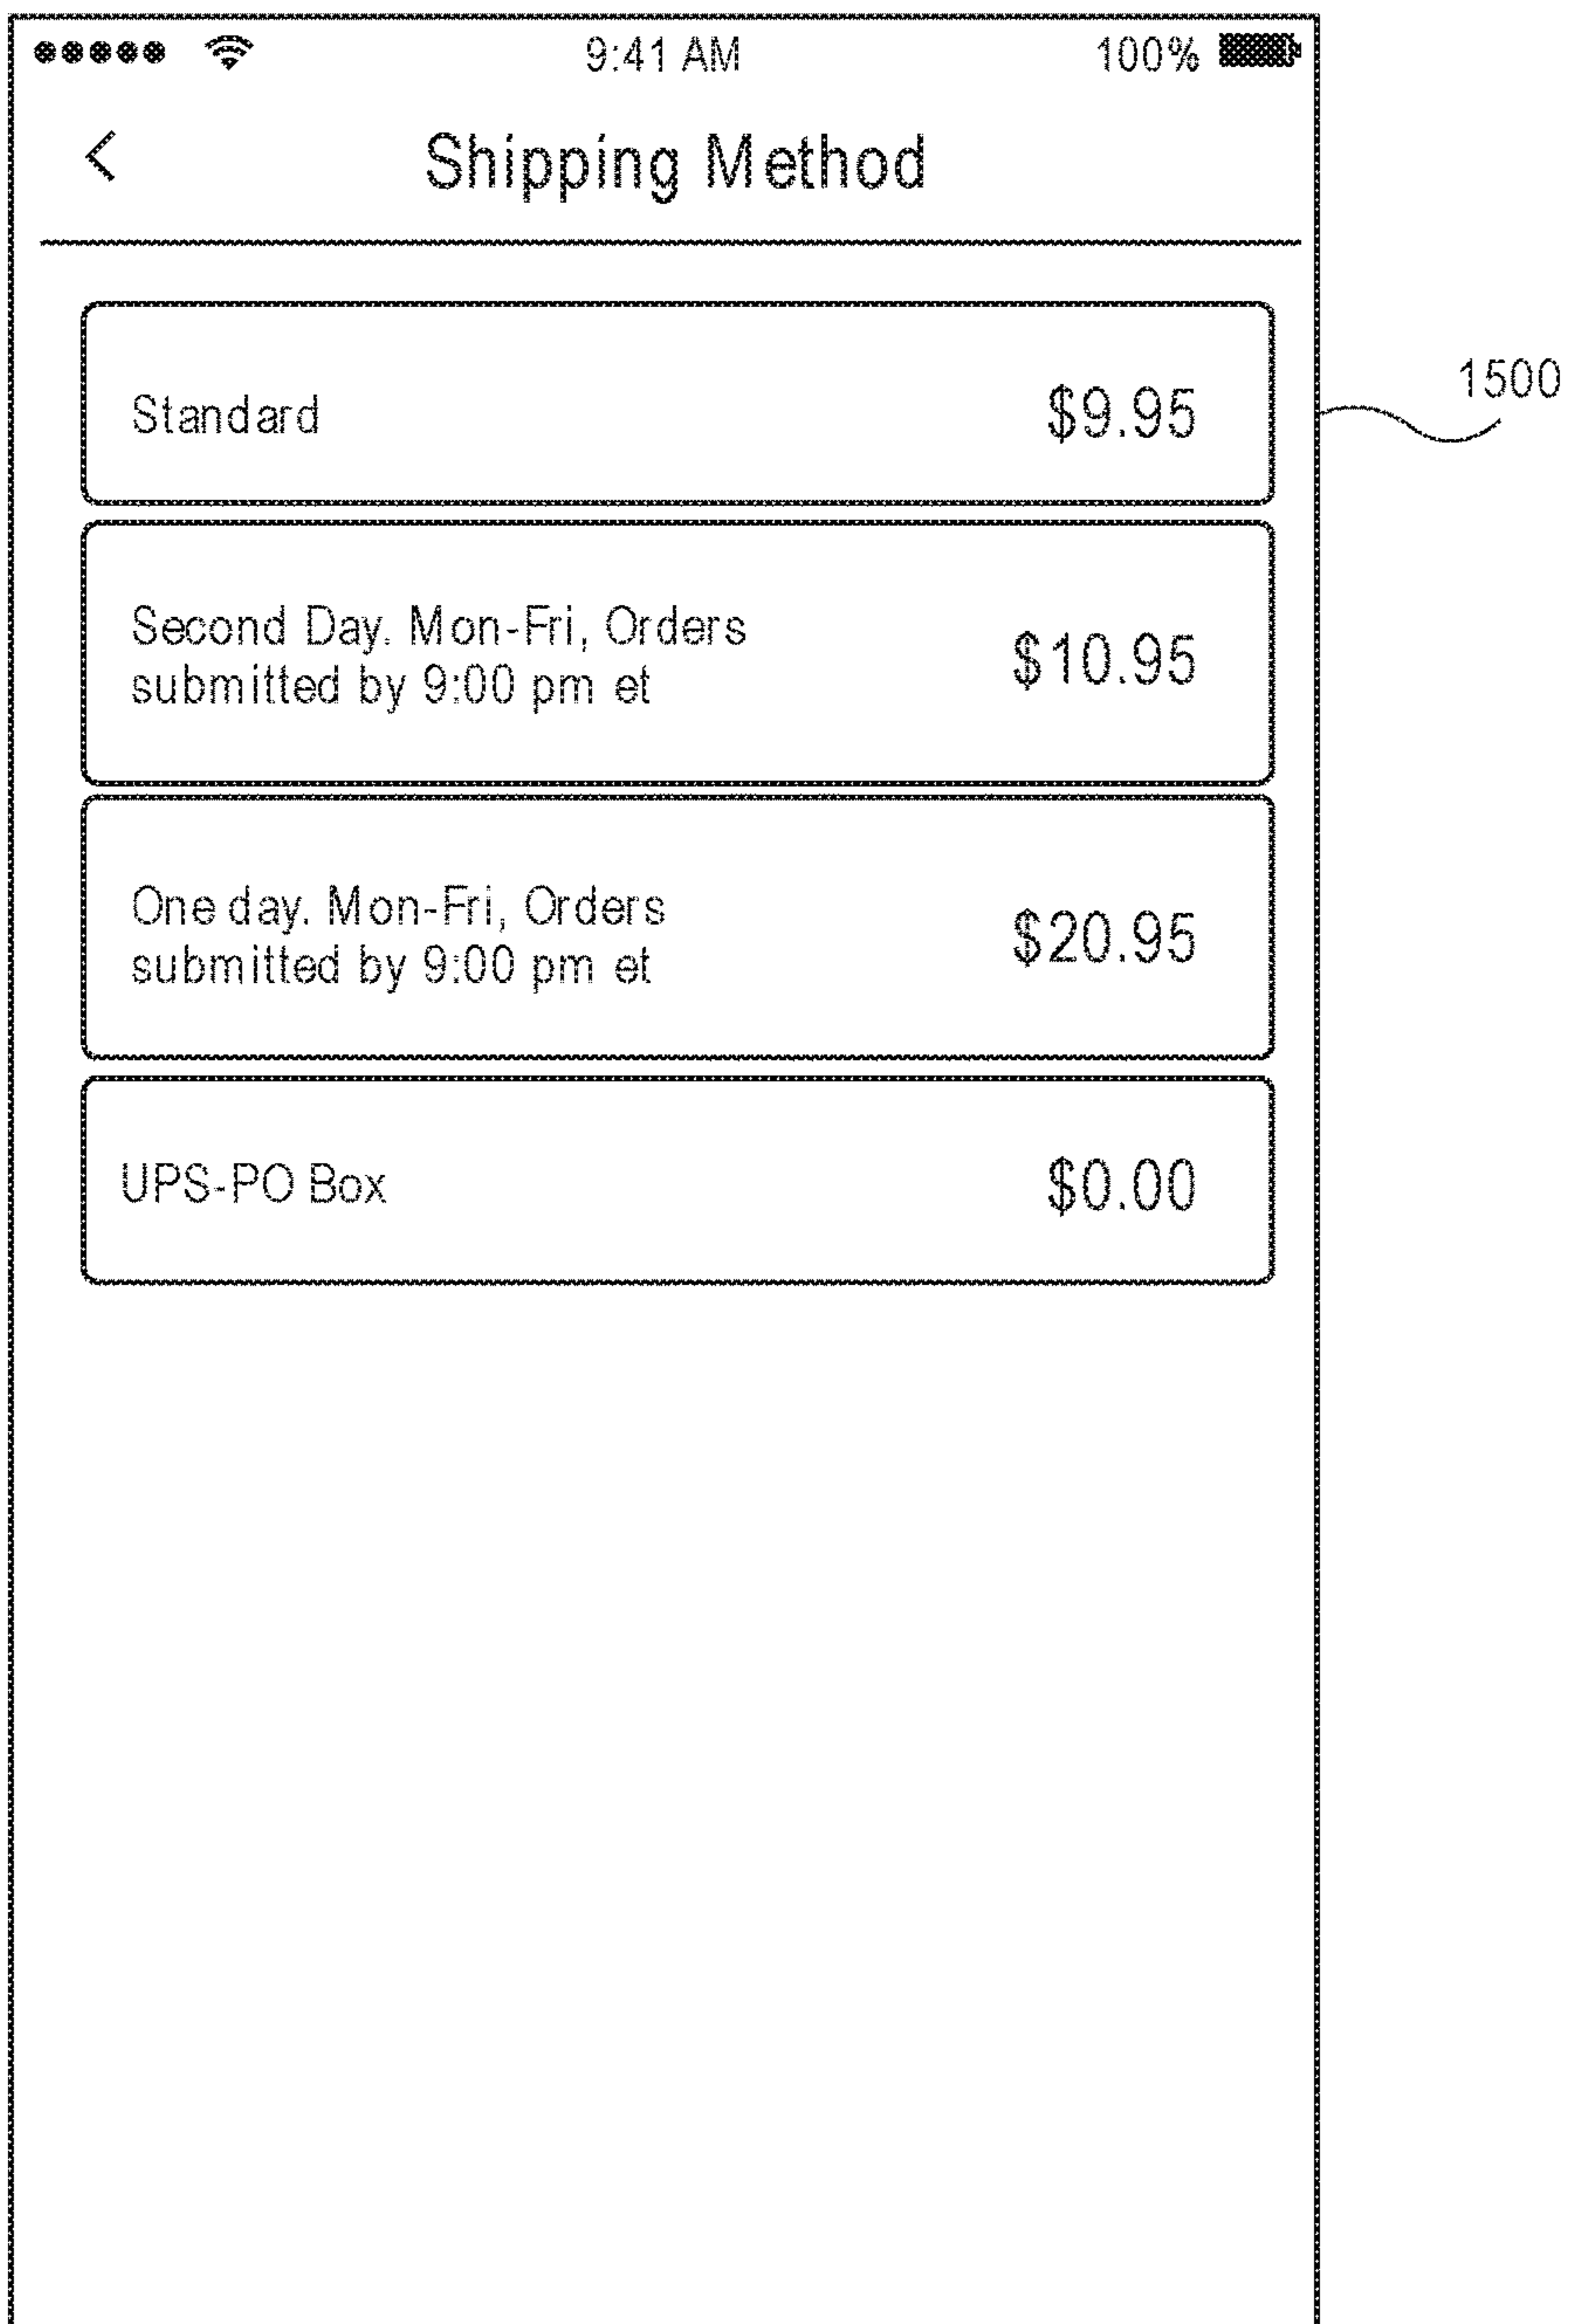 9:41 AM 100%
< Shipping Method
Standard $9.95
1500
Second Day. Mon-Fri, Orders
submitted by 9:00 pm et
$10.95
One day. Mon-Fri, Orders
submitted by 9:00 pm et
$20.95
UPS-PO Box $0.00